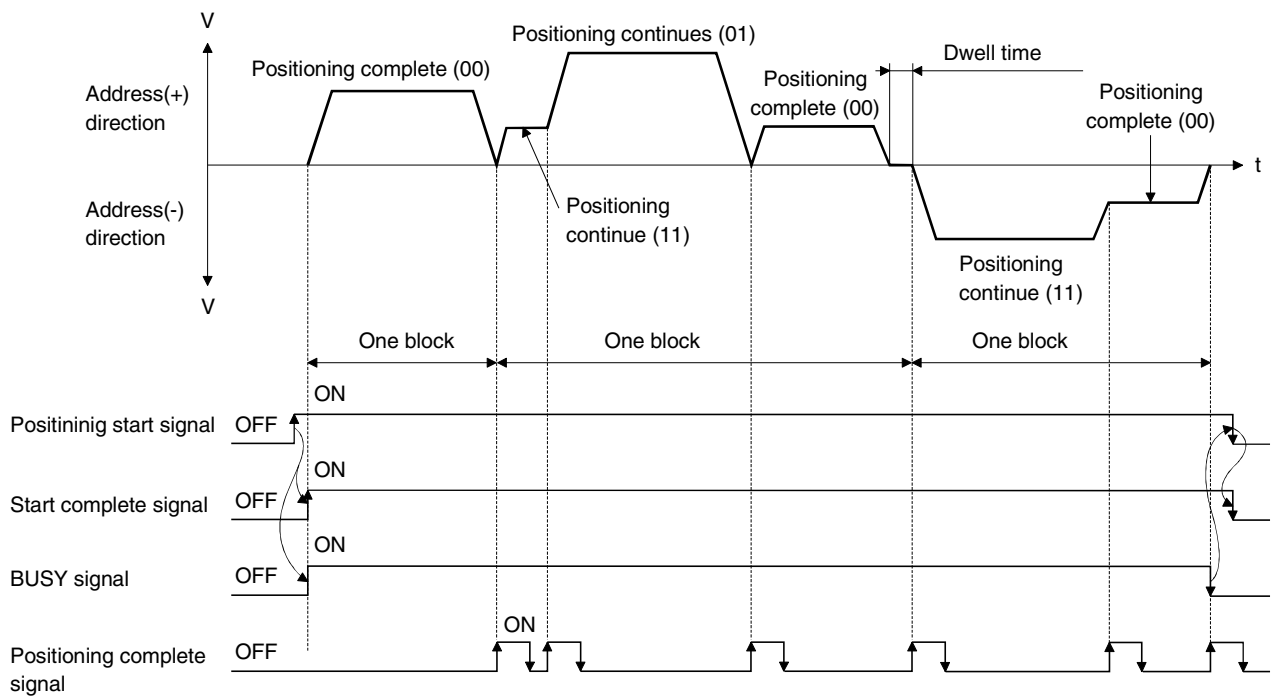 V
Positioning continues (01)
Positioning complete (00)
Positioning
complete (00)
Dwell time
Positioning
complete (00)
Address(+)
direction
t
Address(-)
direction
Positioning
continue (11)
Positioning
continue (11)
V
One block
One block
One block
ON
Positininig start signal
OFF
ON
Start complete signal
OFF
ON
BUSY signal
OFF
ON
Positioning complete
signal
OFF